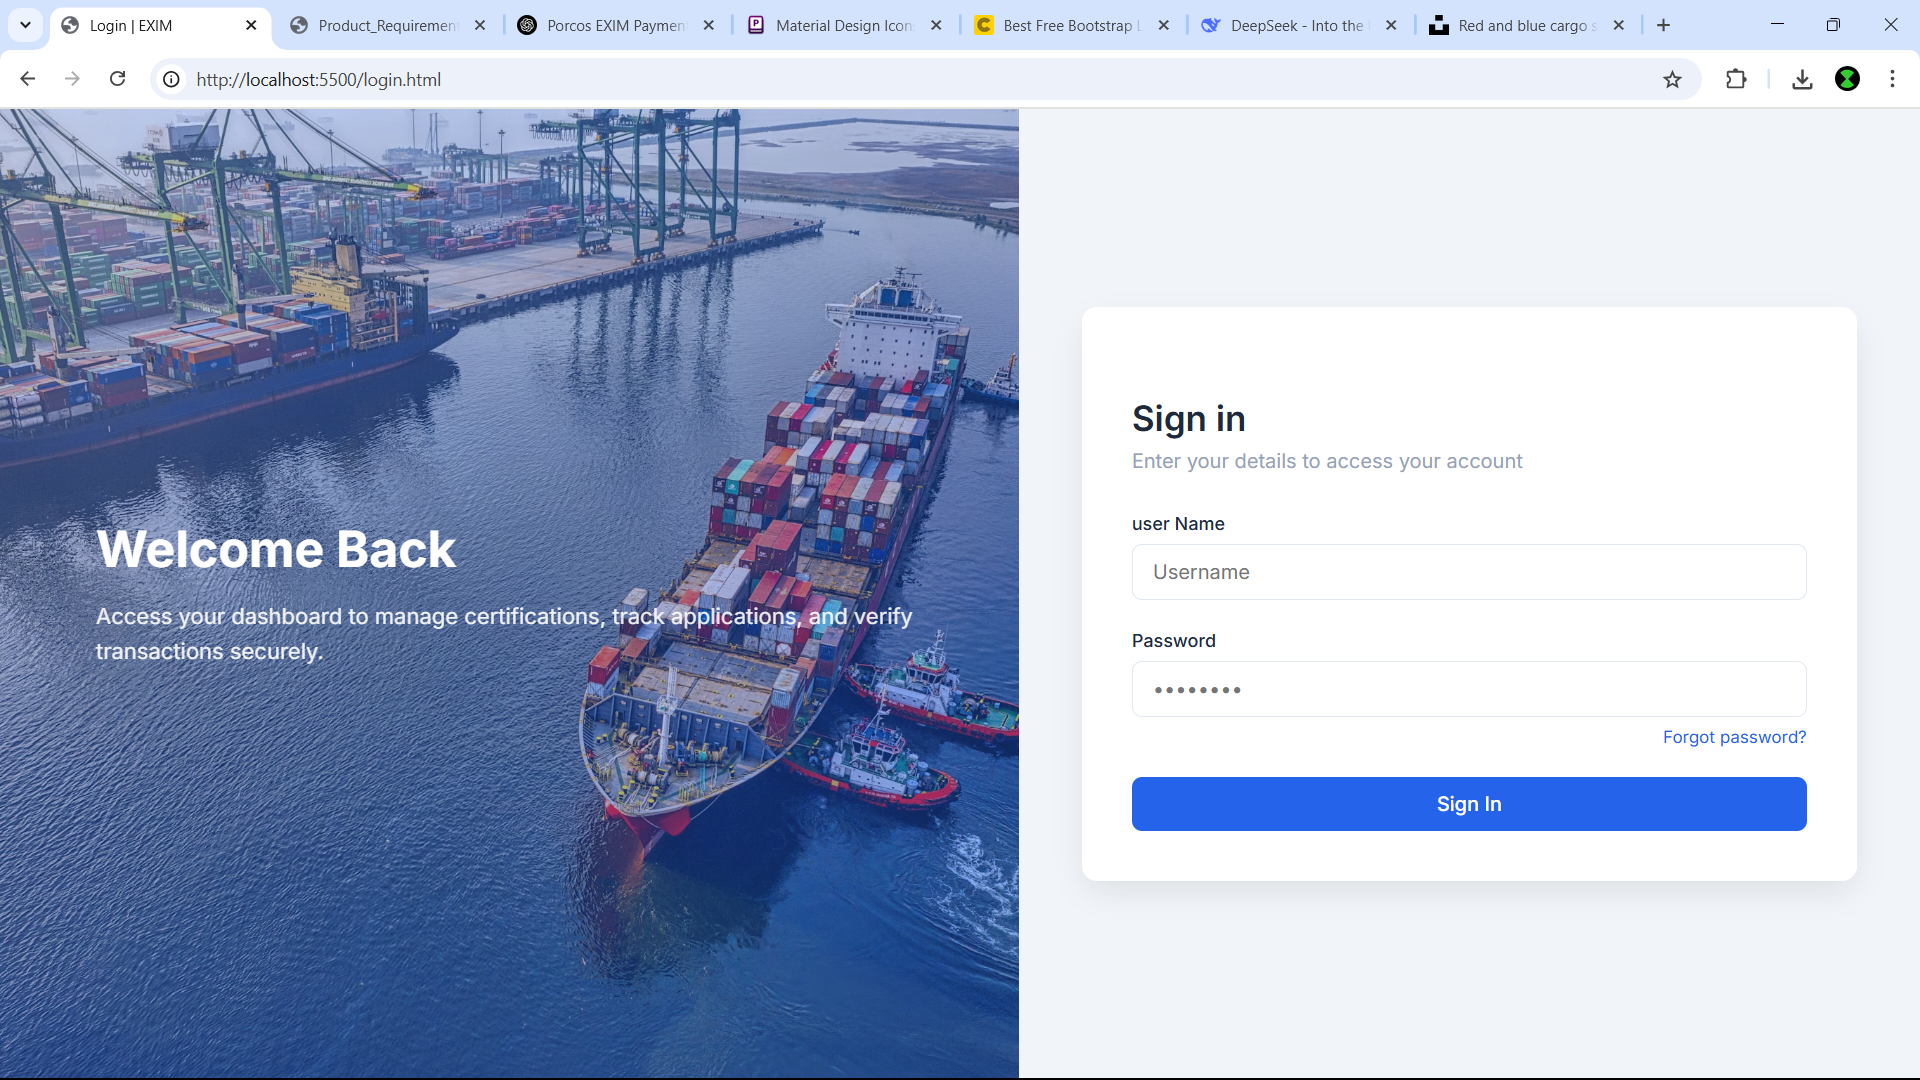 Login | EXIM
Product_Requirement
Porcos EXIM Paymen
Material Design Icon
Best Free Bootstrap L
DeepSeek - Into the
Red and blue cargo s
http://localhost:5500/login.html
Welcome Back
Access your dashboard to manage certifications, track applications, and verify
transactions securely.
Sign in
Enter your details to access your account
user Name
Username
Password
••••••••
Forgot password?
Sign In